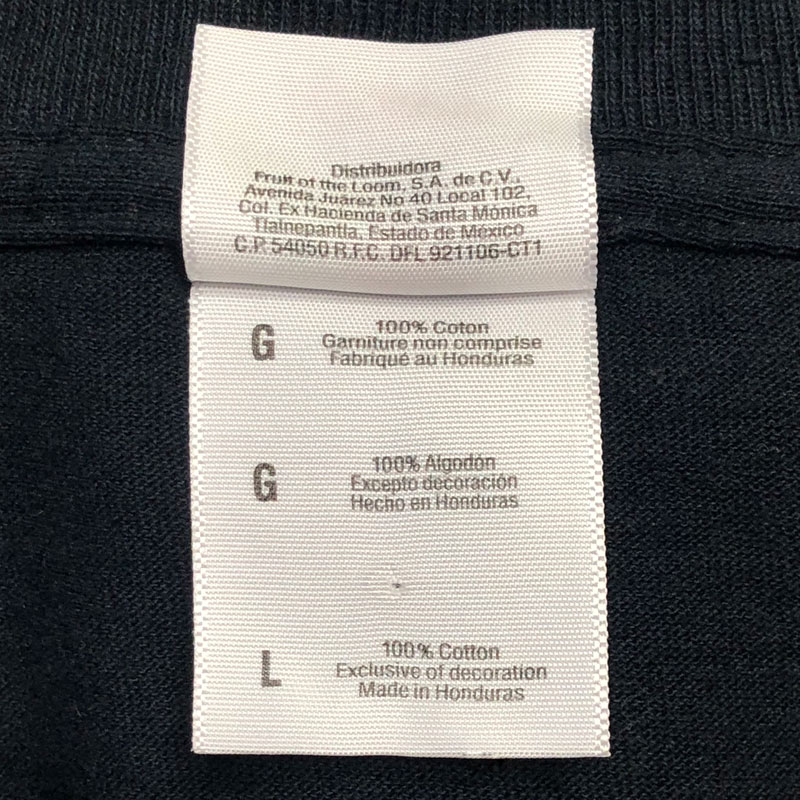 Distribuidora
Fruit of the Loom, S.A. de C.V.,
Avenida Juárez No 40 Local 102,
Col. Ex Hacienda de Santa Mónica
Tlalnepantla, Estado de México
C.P. 54050 R.F.C. DFL 921106-CT1
G
100% Coton
Garniture non comprise
Fabriqué au Honduras
G
100% Algodón
Excepto decoración
Hecho en Honduras
L
100% Cotton
Exclusive of decoration
Made in Honduras